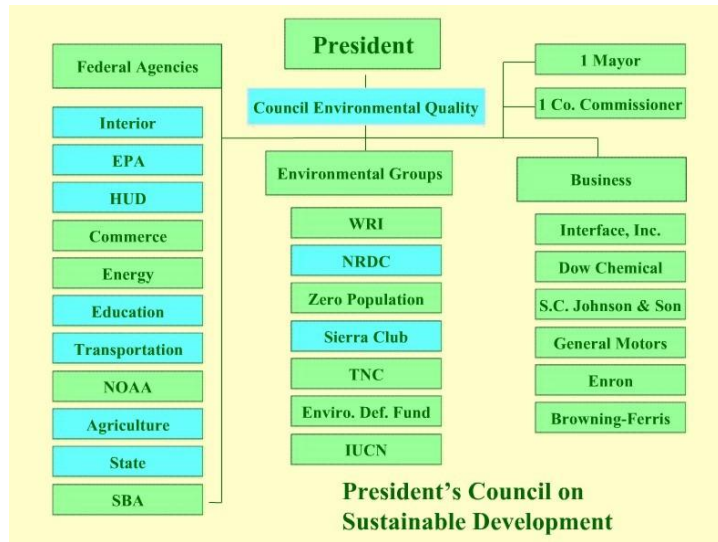 President
Federal Agencies
1 Mayor
Council Environmental Quality
1 Co. Commissioner
Interior
EPA
HUD
Commerce
Energy
Education
Transportation
NOAA
Agriculture
State
SBA
Environmental Groups
WRI
NRDC
Zero Population
Sierra Club
TNC
Enviro. Def. Fund
IUCN
Business
Interface, Inc.
Dow Chemical
S.C. Johnson & Son
General Motors
Enron
Browning-Ferris
President’s Council on
Sustainable Development